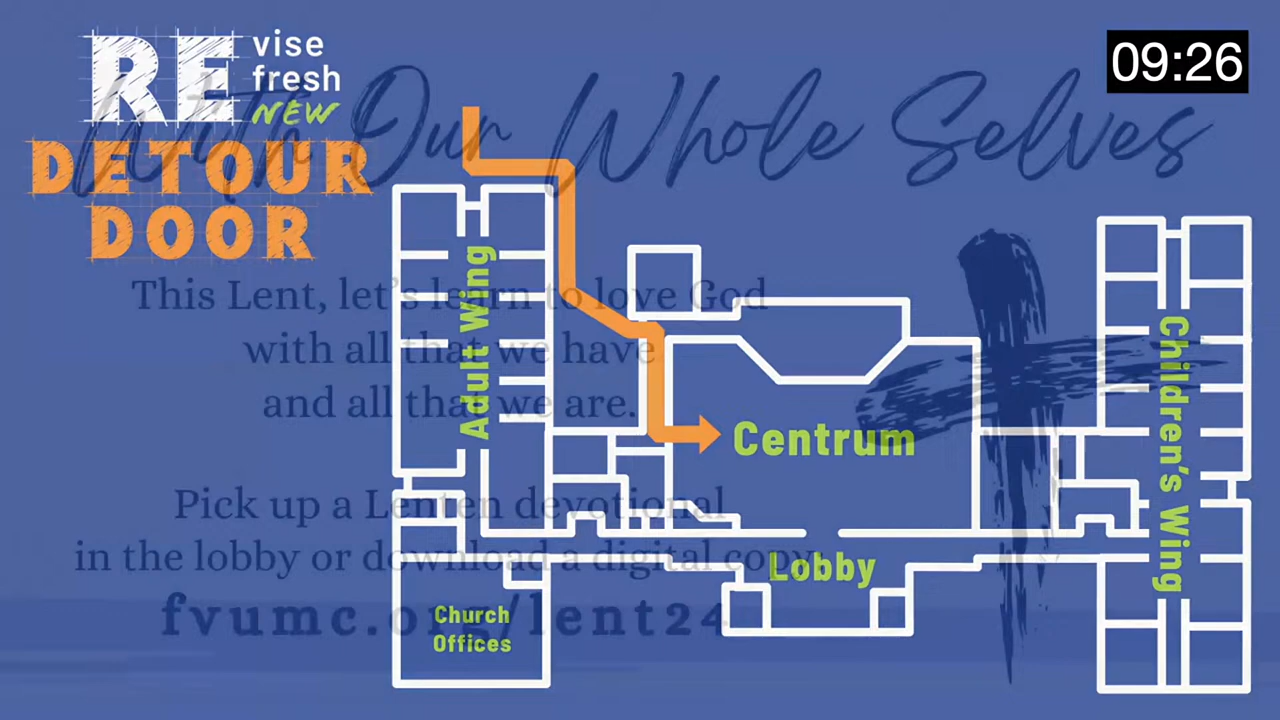 RE vise
fresh
NEW
DETOUR
DOOR
09:26
With Our Whole Selves
This Lent, let's learn to love God
with all that we have
and all that we are.
Pick up a Lenten devotional
in the lobby or download a digital copy
fvumc.org/lent24
Adult Wing
Centrum
Children's Wing
Lobby
Church
Offices